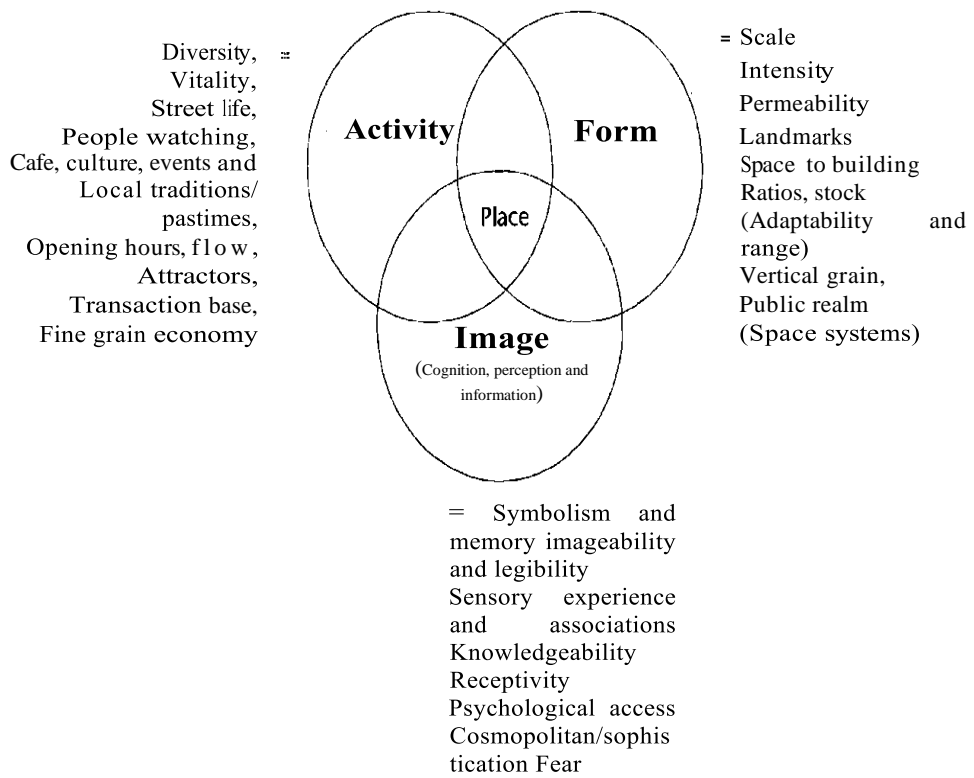 Diversity, =
Vitality,
Street life,
People watching,
Cafe, culture, events and
Local traditions/
pastimes,
Opening hours, flow,
Attractors,
Transaction base,
Fine grain economy
Activity
Form
Place
Image
(Cognition, perception and
information)
= Scale
Intensity
Permeability
Landmarks
Space to building
Ratios, stock
(Adaptability and
range)
Vertical grain,
Public realm
(Space systems)
= Symbolism and
memory imageability
and legibility
Sensory experience
and associations
Knowledgeability
Receptivity
Psychological access
Cosmopolitan/sophis
tication Fear